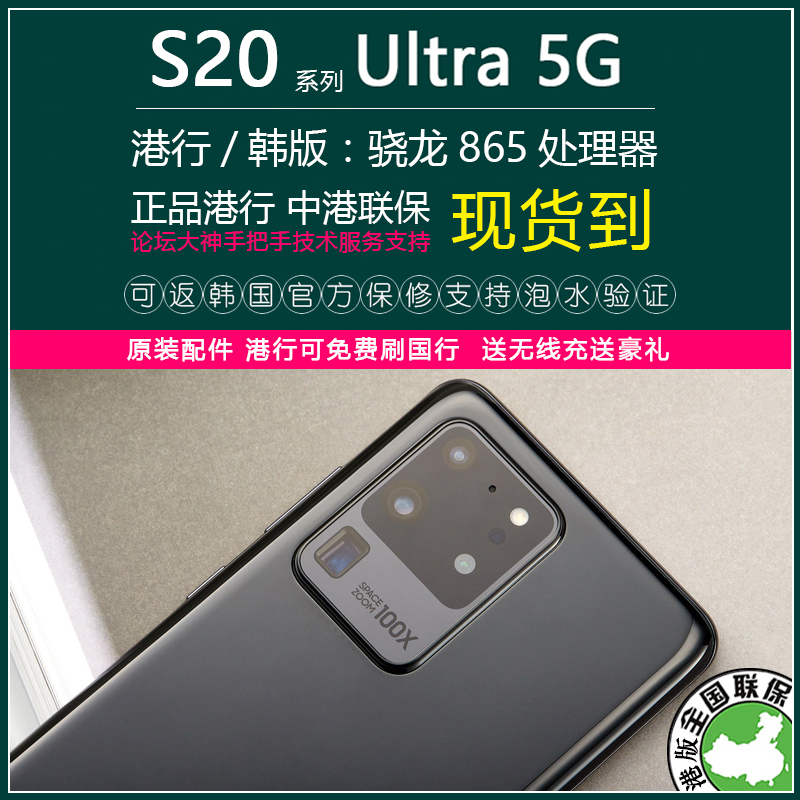 S20 系列 Ultra 5G
港行 / 韩版：骁龙 865 处理器
正品港行 中港联保 现货到
论坛大神手把手技术服务支持
可返韩国官方保修支持泡水验证
原装配件 港行可免费刷国行 送无线充送豪礼
SPACE
ZOOM 100X
港版全国联保